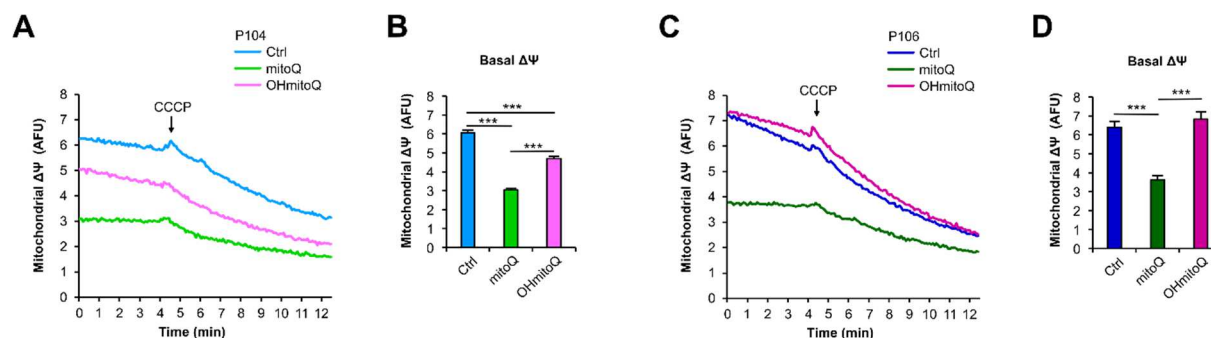 A
P104
Ctrl
mitoQ
OHmitoQ
CCCP
Mitochondrial ΔΨ (AFU)
8
7
6
5
4
3
2
1
0
0 1 2 3 4 5 6 7 8 9 10 11 12
Time (min)
B
Basal ΔΨ
***
***
***
Mitochondrial ΔΨ (AFU)
8
7
6
5
4
3
2
1
0
Ctrl
mitoQ
OHmitoQ
C
P106
Ctrl
mitoQ
OHmitoQ
CCCP
Mitochondrial ΔΨ (AFU)
8
7
6
5
4
3
2
1
0
0 1 2 3 4 5 6 7 8 9 10 11 12
Time (min)
D
Basal ΔΨ
*** ***
Mitochondrial ΔΨ (AFU)
8
7
6
5
4
3
2
1
0
Ctrl
mitoQ
OHmitoQ